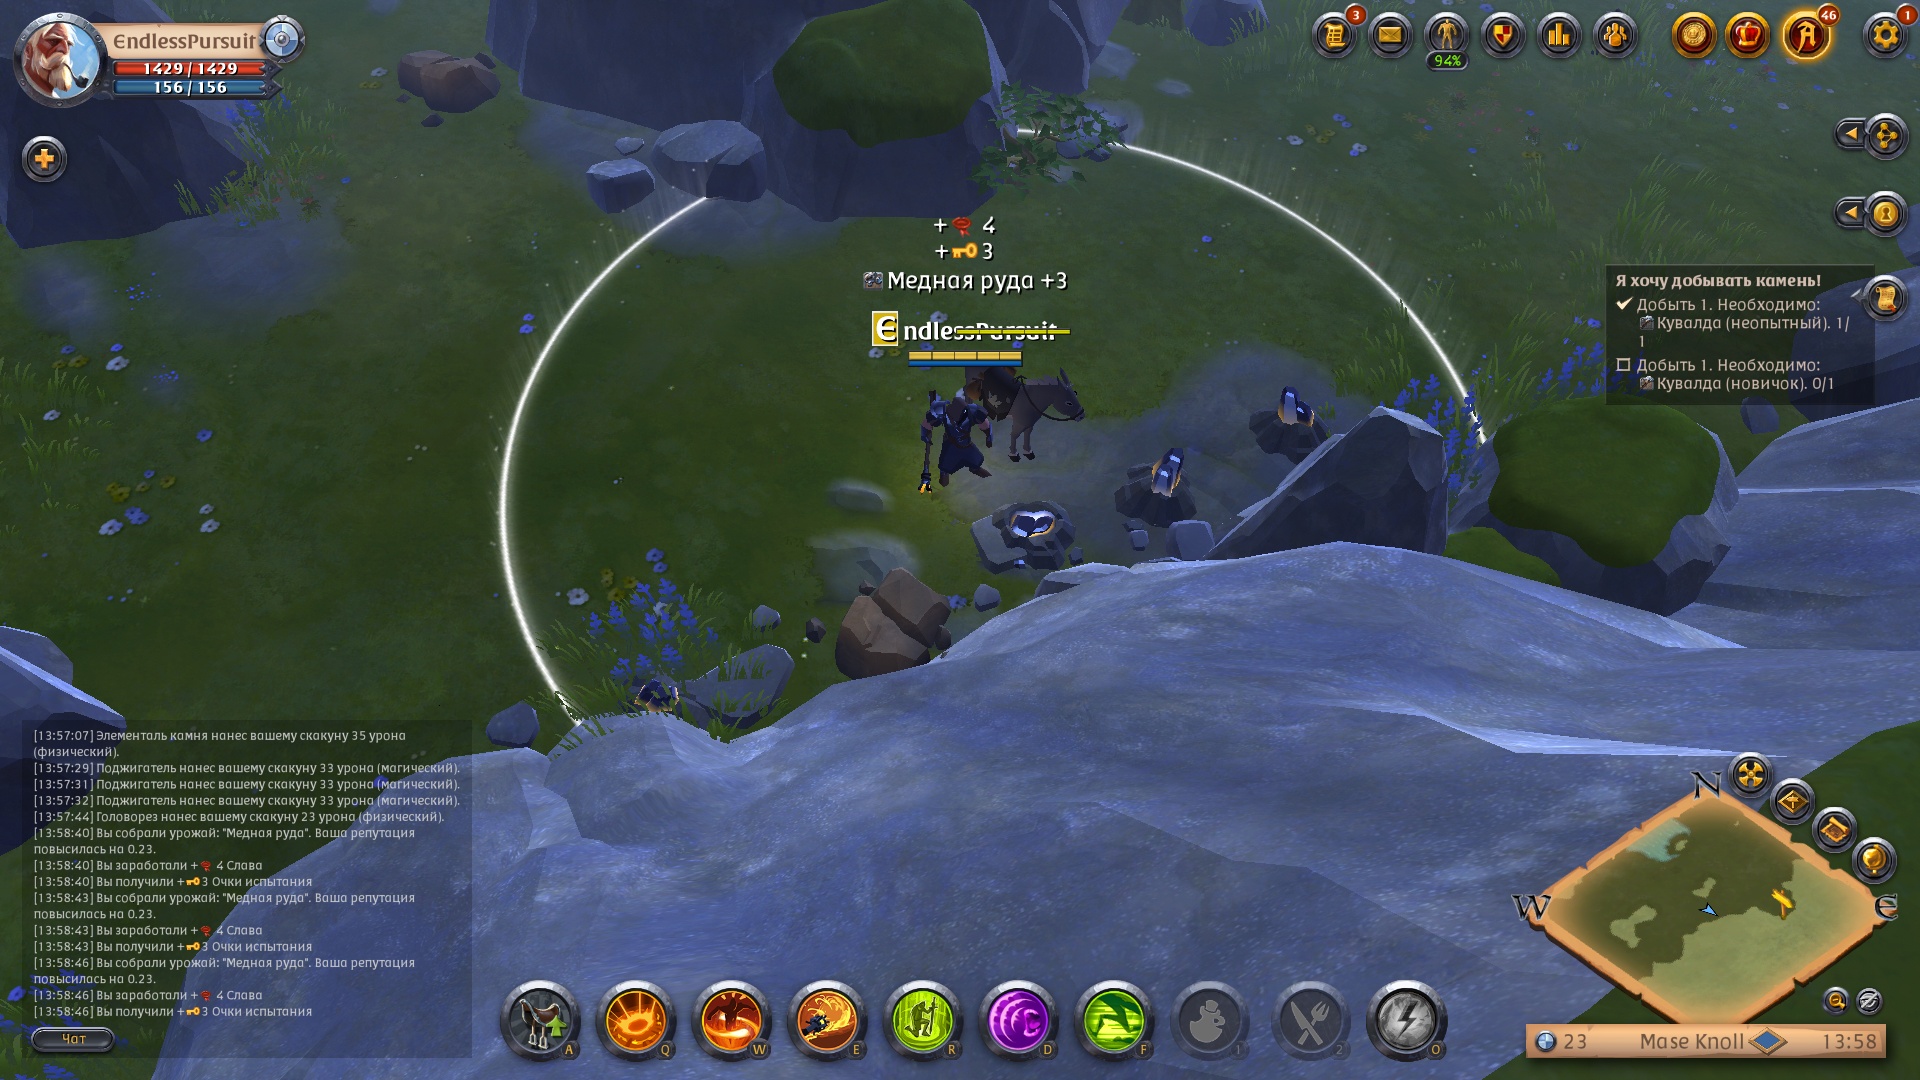 EndlessPursuit
1429 / 1429
156 / 156
3
94%
46
1
+ 4
+ 3
Медная руда +3
EndlessPursuit
Я хочу добывать камень!
Добыть 1. Необходимо:
Кувалда (неопытный). 1/
1
Добыть 1. Необходимо:
Кувалда (новичок). 0/1
[13:57:07] Элементаль камня нанес вашему скакуну 35 урона
(физический).
[13:57:29] Поджигатель нанес вашему скакуну 33 урона (магический).
[13:57:31] Поджигатель нанес вашему скакуну 33 урона (магический).
[13:57:32] Поджигатель нанес вашему скакуну 33 урона (магический).
[13:57:44] Головорез нанес вашему скакуну 23 урона (физический).
[13:58:40] Вы собрали урожай: "Медная руда". Ваша репутация
повысилась на 0.23.
[13:58:40] Вы заработали + 4 Слава
[13:58:40] Вы получили + 3 Очки испытания
[13:58:43] Вы собрали урожай: "Медная руда". Ваша репутация
повысилась на 0.23.
[13:58:43] Вы заработали + 4 Слава
[13:58:43] Вы получили + 3 Очки испытания
[13:58:46] Вы собрали урожай: "Медная руда". Ваша репутация
повысилась на 0.23.
[13:58:46] Вы заработали + 4 Слава
[13:58:46] Вы получили + 3 Очки испытания
Чат
A Q W E R D F 1 2 O
N
W
E
23 Mase Knoll 13:58